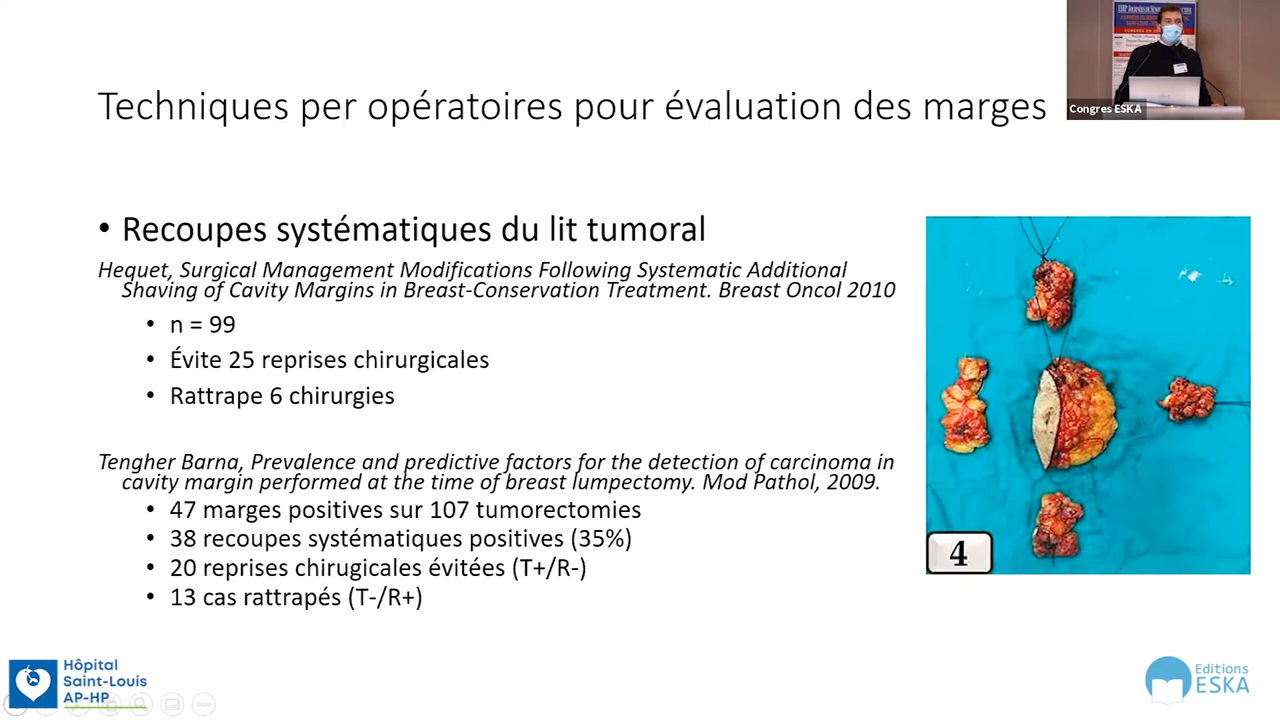 Techniques per opératoires pour évaluation des marges
Congres ESKA
• Recoupes systématiques du lit tumoral
Hequet, Surgical Management Modifications Following Systematic Additional
Shaving of Cavity Margins in Breast-Conservation Treatment. Breast Oncol 2010
• n = 99
• Évite 25 reprises chirurgicales
• Rattrape 6 chirurgies
Tengher Barna, Prevalence and predictive factors for the detection of carcinoma in
cavity margin performed at the time of breast lumpectomy. Mod Pathol, 2009.
• 47 marges positives sur 107 tumorectomies
• 38 recoupes systématiques positives (35%)
• 20 reprises chirugicales évitées (T+/R-)
• 13 cas rattrapés (T-/R+)
4
Hôpital
Saint-Louis
AP-HP
Editions
ESKA